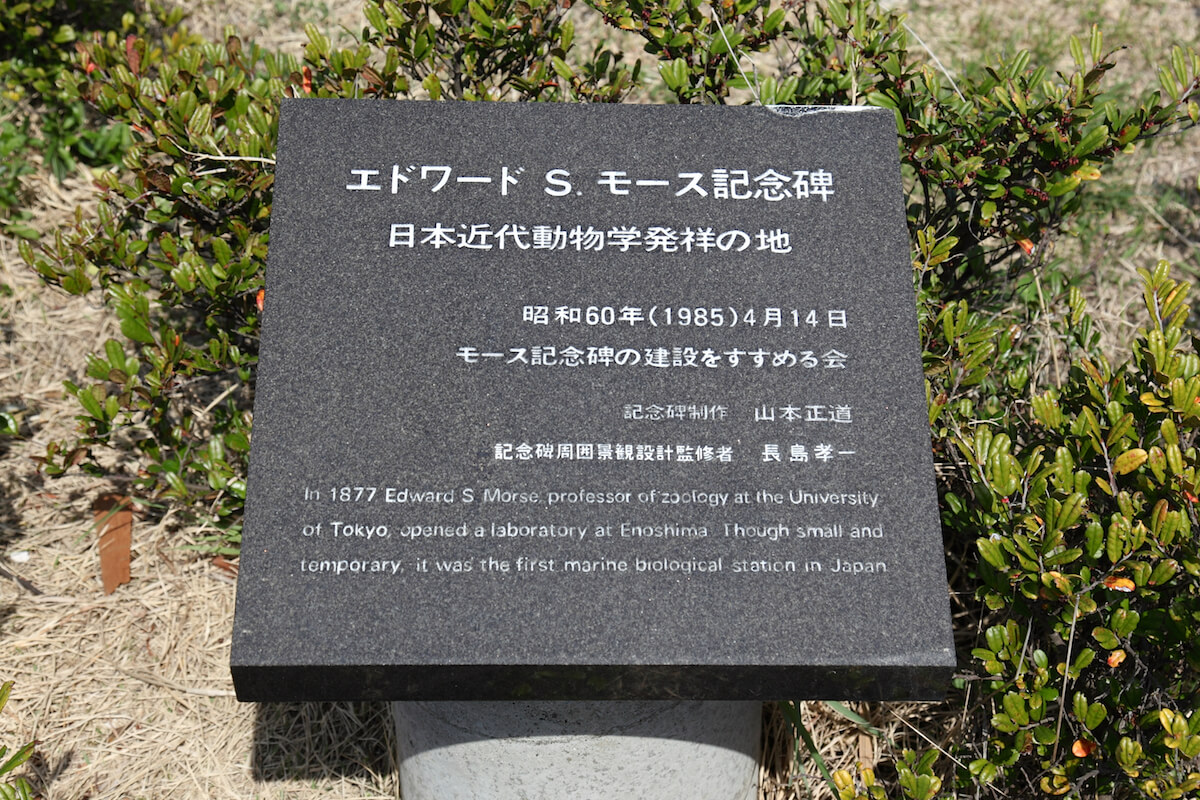 エドワード S. モース記念碑
日本近代動物学発祥の地
昭和60年(1985)4月14日
モース記念碑の建設をすすめる会
記念碑制作 山本正道
記念碑周囲景観設計監修者 長島孝一
In 1877 Edward S. Morse, professor of zoology at the University
of Tokyo, opened a laboratory at Enoshima. Though small and
temporary, it was the first marine biological station in Japan